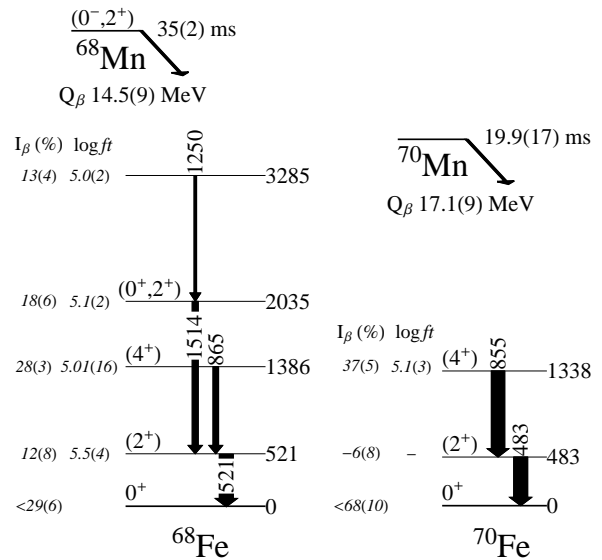 (0⁻,2⁺) 35(2) ms
⁶⁸Mn
Q_β 14.5(9) MeV
I_β (%) log ft
1250
13(4) 5.0(2) 3285
18(6) 5.1(2) (0⁺,2⁺) 2035
1514 865
28(3) 5.01(16) (4⁺) 1386
12(8) 5.5(4) (2⁺) 521
521
<29(6) 0⁺ 0
⁶⁸Fe
19.9(17) ms
⁷⁰Mn
Q_β 17.1(9) MeV
I_β (%) log ft
855
37(5) 5.1(3) (4⁺) 1338
483
−6(8) – (2⁺) 483
<68(10) 0⁺ 0
⁷⁰Fe